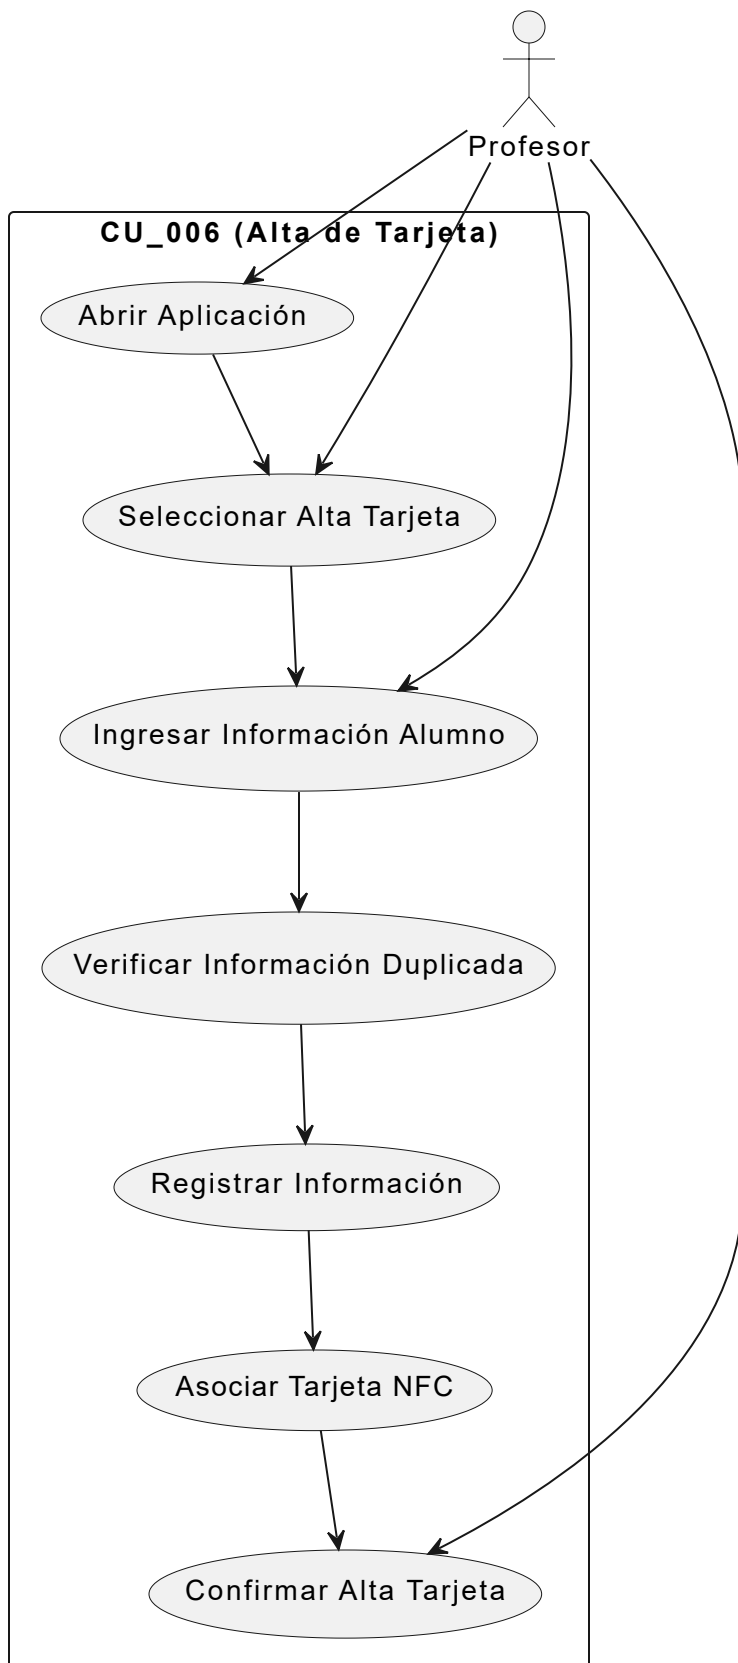 Profesor
CU_006 (Alta de Tarjeta)
Abrir Aplicación
Seleccionar Alta Tarjeta
Ingresar Información Alumno
Verificar Información Duplicada
Registrar Información
Asociar Tarjeta NFC
Confirmar Alta Tarjeta